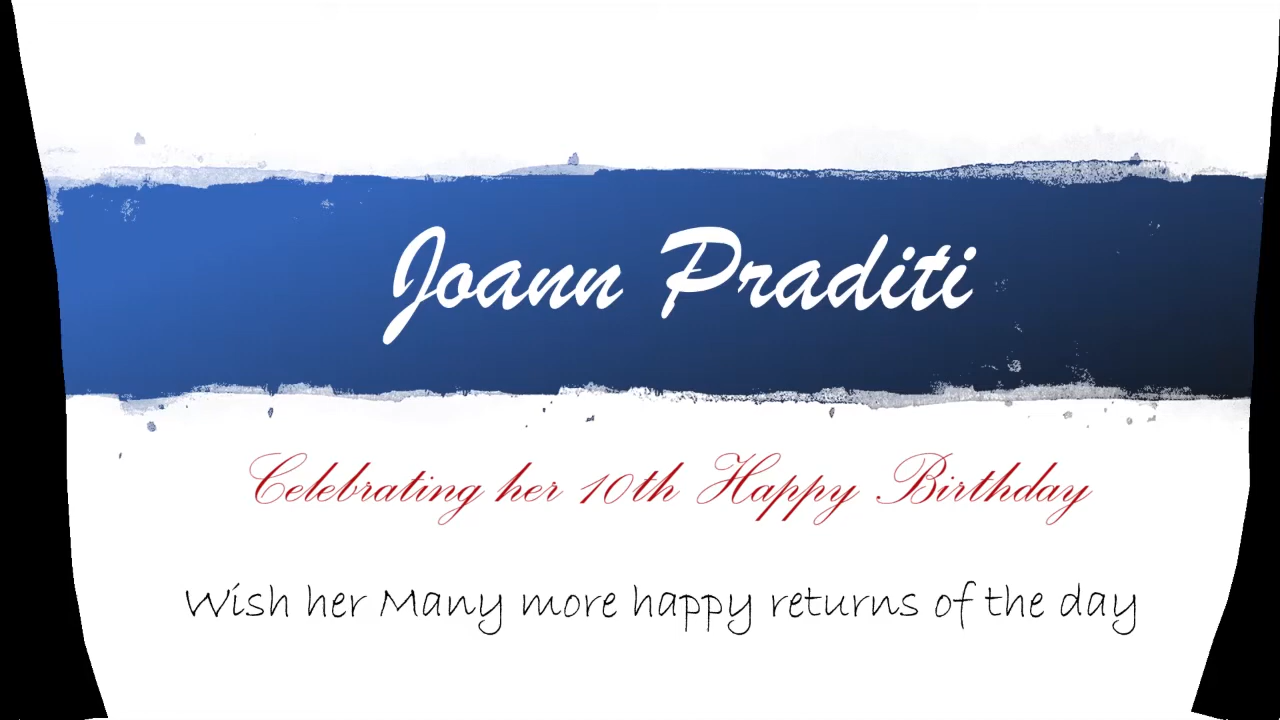 Joann Praditi
Celebrating her 10th Happy Birthday
Wish her Many more happy returns of the day